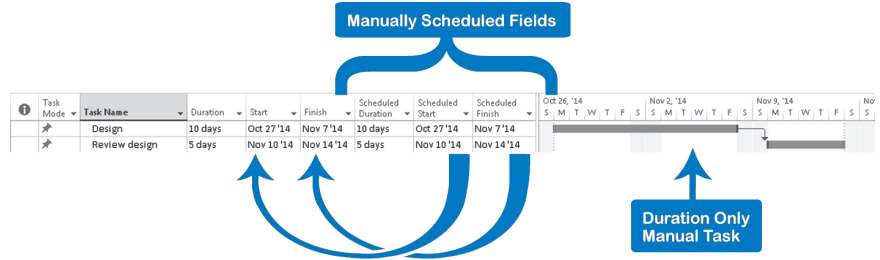 Manually Scheduled Fields
Task Mode Task Name Duration Start Finish Scheduled Duration Scheduled Start Scheduled Finish Oct 26, '14 Nov 2, '14 Nov 9, '14 Nov
S M T W T F S S M T W T F S S M T W T F S S
Design 10 days Oct 27 '14 Nov 7 '14 10 days Oct 27 '14 Nov 7 '14
Review design 5 days Nov 10 '14 Nov 14 '14 5 days Nov 10 '14 Nov 14 '14
Duration Only
Manual Task